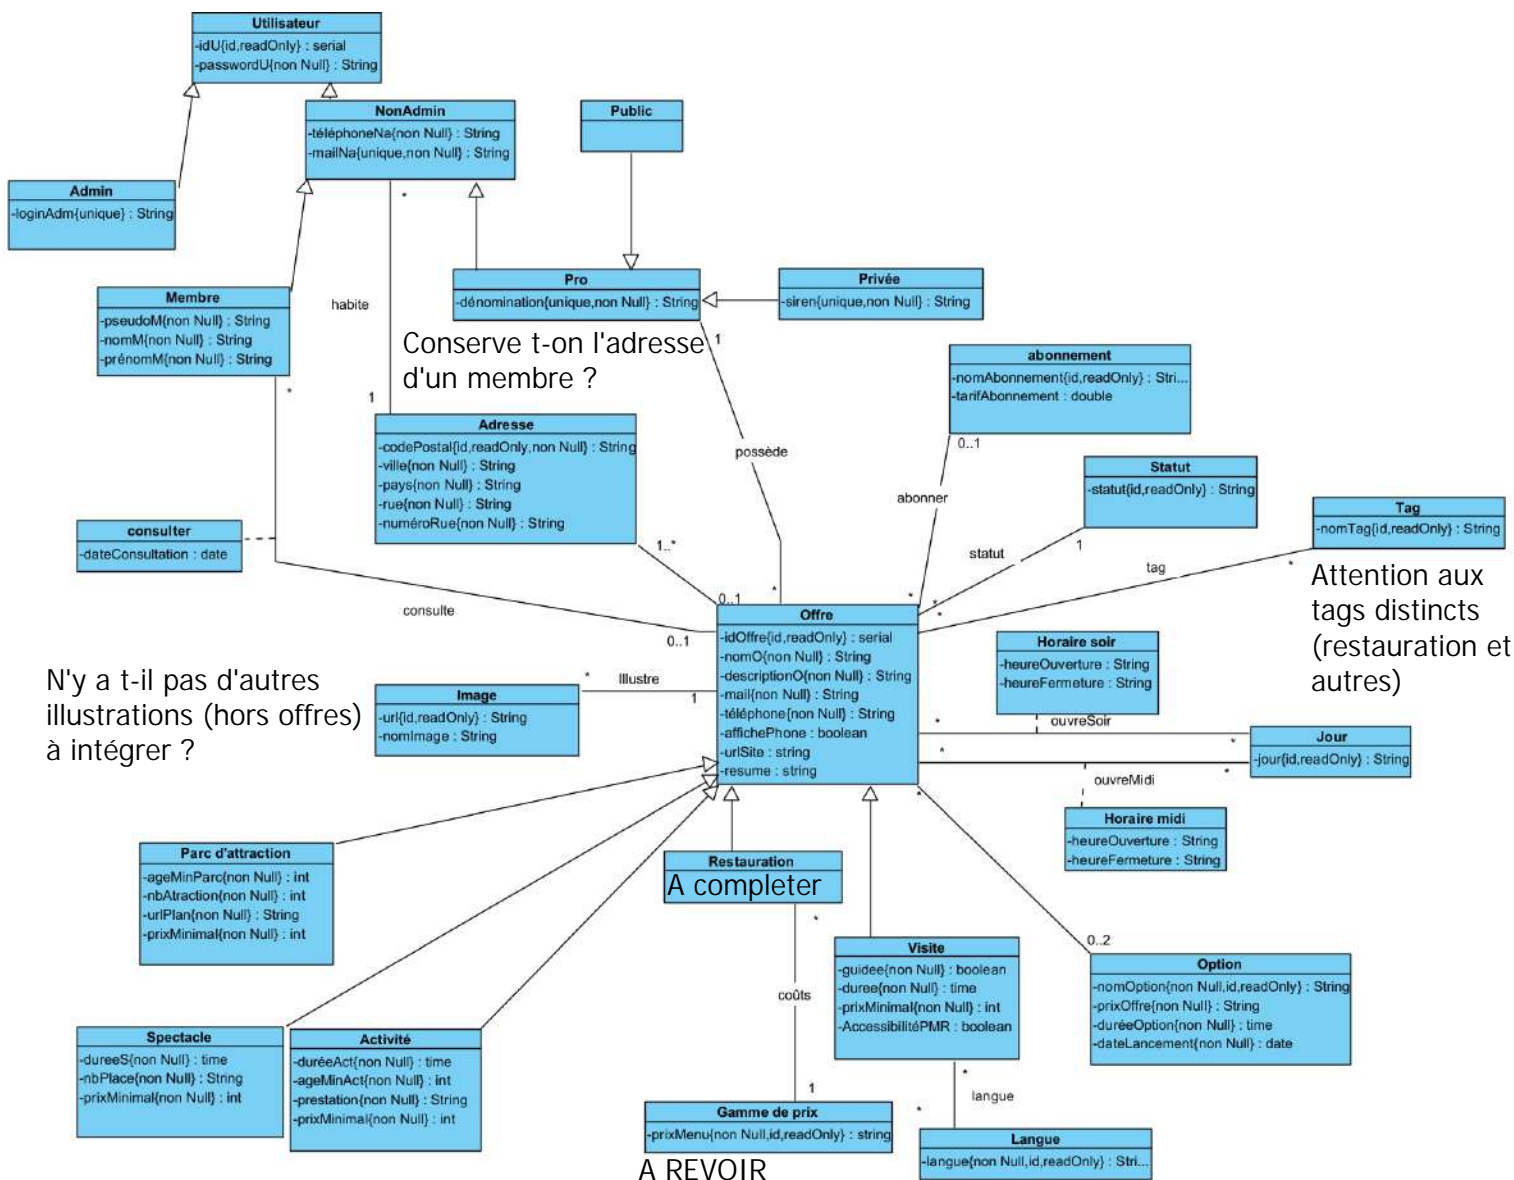 Utilisateur
-idU{id,readOnly} : serial
-passwordU{non Null} : String
NonAdmin
-téléphoneNa{non Null} : String
-mailNa{unique,non Null} : String
Public
Admin
-loginAdm{unique} : String
*
Pro
-dénomination{unique,non Null} : String
Privée
-siren{unique,non Null} : String
Membre
-pseudoM{non Null} : String
-nomM{non Null} : String
-prénomM{non Null} : String
habite
Conserve t-on l'adresse
d'un membre ?
1
*
1
abonnement
-nomAbonnement{id,readOnly} : Stri...
-tarifAbonnement : double
0..1
Adresse
-codePostal{id,readOnly,non Null} : String
-ville{non Null} : String
-pays{non Null} : String
-rue{non Null} : String
-numéroRue{non Null} : String
possède
abonner
Statut
-statut{id,readOnly} : String
1
statut
Tag
-nomTag{id,readOnly} : String
*
tag
consulter
-dateConsultation : date
1..*
0..1
*
*
*
*
Attention aux
tags distincts
(restauration et
autres)
consulte
0..1
Offre
-idOffre{id,readOnly} : serial
-nomO{non Null} : String
-descriptionO{non Null} : String
-mail{non Null} : String
-téléphone{non Null} : String
-affichePhone : boolean
-urlSite : string
-resume : string
Horaire soir
-heureOuverture : String
-heureFermeture : String
N'y a t-il pas d'autres
illustrations (hors offres)
à intégrer ?
*
Illustre
1
Image
-url{id,readOnly} : String
-nomImage : String
*
ouvreSoir
*
Jour
-jour{id,readOnly} : String
*
*
ouvreMidi
*
Horaire midi
-heureOuverture : String
-heureFermeture : String
Parc d'attraction
-ageMinParc{non Null} : int
-nbAtraction{non Null} : int
-urlPlan{non Null} : String
-prixMinimal{non Null} : int
Restauration
A completer
*
Visite
-guidee{non Null} : boolean
-duree{non Null} : time
-prixMinimal{non Null} : int
-AccessibilitéPMR : boolean
0..2
Option
-nomOption{non Null,id,readOnly} : String
-prixOffre{non Null} : String
-duréeOption{non Null} : time
-dateLancement{non Null} : date
coûts
Spectacle
-dureeS{non Null} : time
-nbPlace{non Null} : String
-prixMinimal{non Null} : int
Activité
-duréeAct{non Null} : time
-ageMinAct{non Null} : int
-prestation{non Null} : String
-prixMinimal{non Null} : int
*
langue
*
1
Gamme de prix
-prixMenu{non Null,id,readOnly} : string
A REVOIR
Langue
-langue{non Null,id,readOnly} : Stri...